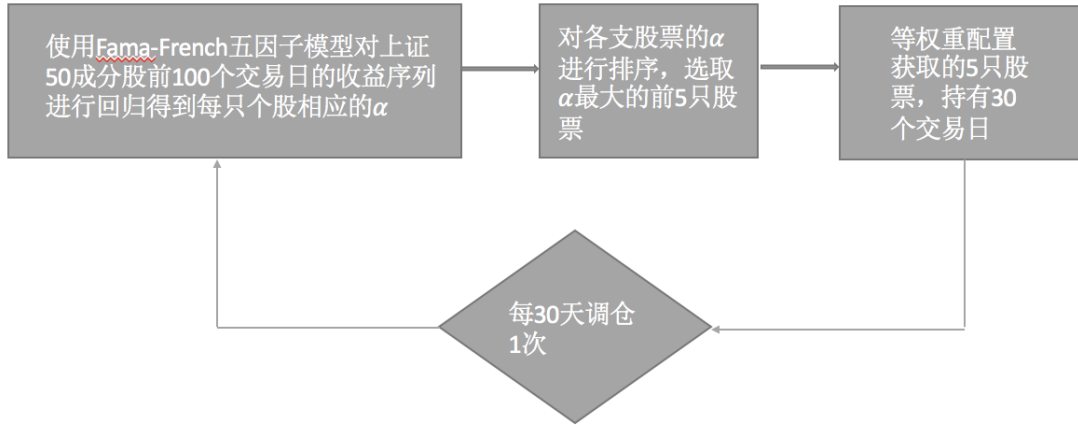 使用Fama-French五因子模型对上证
50成分股前100个交易日的收益序列
进行回归得到每只个股相应的α
对各支股票的α
进行排序，选取
α最大的前5只股
票
等权重配置
获取的5只股
票，持有30
个交易日
每30天调仓
1次